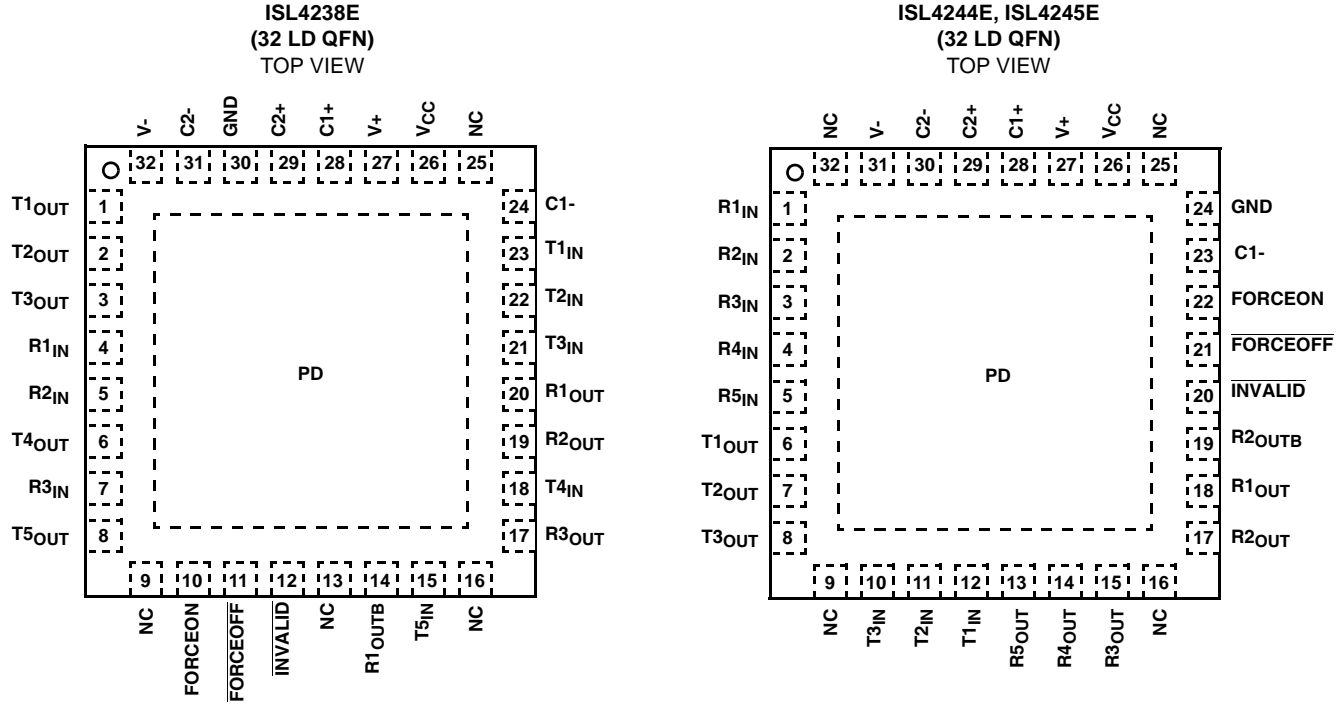 ISL4238E
(32 LD QFN)
TOP VIEW
V-
C2-
GND
C2+
C1+
V+
VCC
NC
32
31
30
29
28
27
26
25
T1OUT 1
T2OUT 2
T3OUT 3
R1IN 4
R2IN 5
T4OUT 6
R3IN 7
T5OUT 8
PD
24 C1-
23 T1IN
22 T2IN
21 T3IN
20 R1OUT
19 R2OUT
18 T4IN
17 R3OUT
9
10
11
12
13
14
15
16
NC
FORCEON
FORCEOFF
INVALID
NC
R1OUTB
T5IN
NC
ISL4244E, ISL4245E
(32 LD QFN)
TOP VIEW
NC
V-
C2-
C2+
C1+
V+
VCC
NC
32
31
30
29
28
27
26
25
R1IN 1
R2IN 2
R3IN 3
R4IN 4
R5IN 5
T1OUT 6
T2OUT 7
T3OUT 8
PD
24 GND
23 C1-
22 FORCEON
21 FORCEOFF
20 INVALID
19 R2OUTB
18 R1OUT
17 R2OUT
9
10
11
12
13
14
15
16
NC
T3IN
T2IN
T1IN
R5OUT
R4OUT
R3OUT
NC